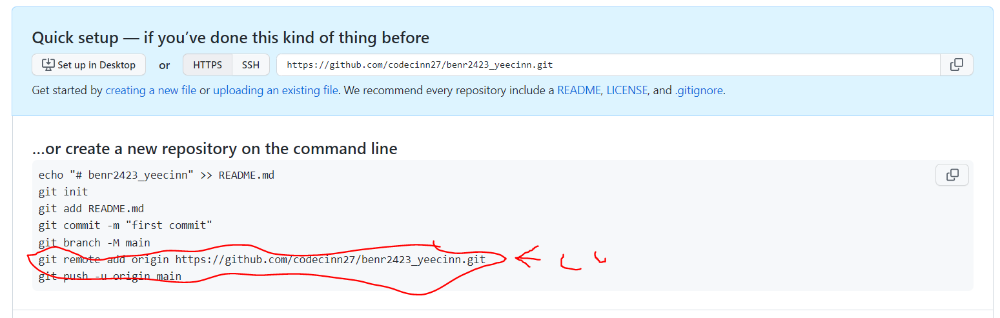 Quick setup — if you’ve done this kind of thing before
Set up in Desktop or HTTPS SSH https://github.com/codecinn27/benr2423_yeecinn.git
Get started by creating a new file or uploading an existing file. We recommend every repository include a README, LICENSE, and .gitignore.
...or create a new repository on the command line
echo "# benr2423_yeecinn" >> README.md
git init
git add README.md
git commit -m "first commit"
git branch -M main
git remote add origin https://github.com/codecinn27/benr2423_yeecinn.git
git push -u origin main